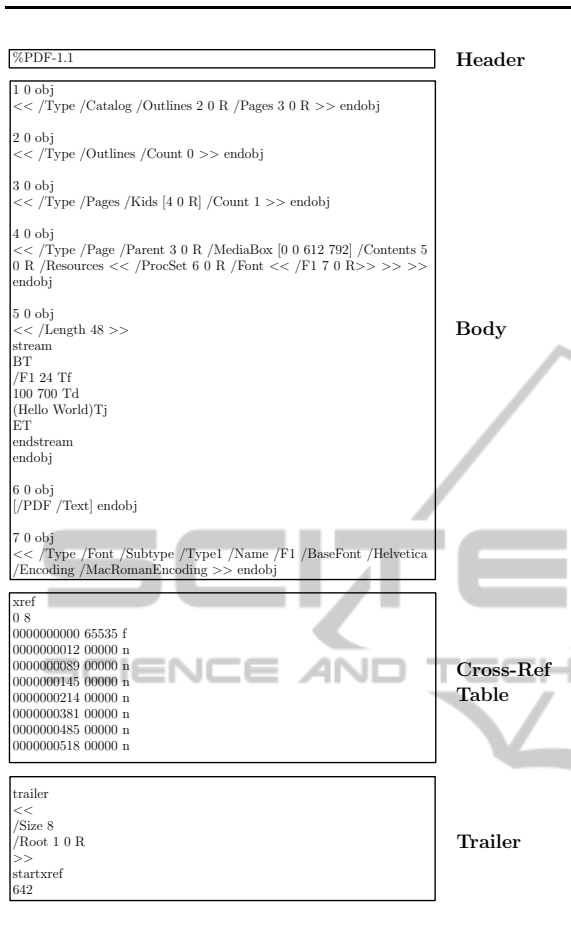 %PDF-1.1
Header
1 0 obj
<< /Type /Catalog /Outlines 2 0 R /Pages 3 0 R >> endobj
2 0 obj
<< /Type /Outlines /Count 0 >> endobj
3 0 obj
<< /Type /Pages /Kids [4 0 R] /Count 1 >> endobj
4 0 obj
<< /Type /Page /Parent 3 0 R /MediaBox [0 0 612 792] /Contents 5
0 R /Resources << /ProcSet 6 0 R /Font << /F1 7 0 R>> >> >>
endobj
5 0 obj
<< /Length 48 >>
stream
BT
/F1 24 Tf
100 700 Td
(Hello World)Tj
ET
endstream
endobj
6 0 obj
[/PDF /Text] endobj
7 0 obj
<< /Type /Font /Subtype /Type1 /Name /F1 /BaseFont /Helvetica
/Encoding /MacRomanEncoding >> endobj
Body
xref
0 8
0000000000 65535 f
0000000012 00000 n
0000000089 00000 n
0000000145 00000 n
0000000214 00000 n
0000000381 00000 n
0000000485 00000 n
0000000518 00000 n
Cross-Ref
Table
trailer
<<
/Size 8
/Root 1 0 R
>>
startxref
642
Trailer
SCITE
SCIENCE AND TECH